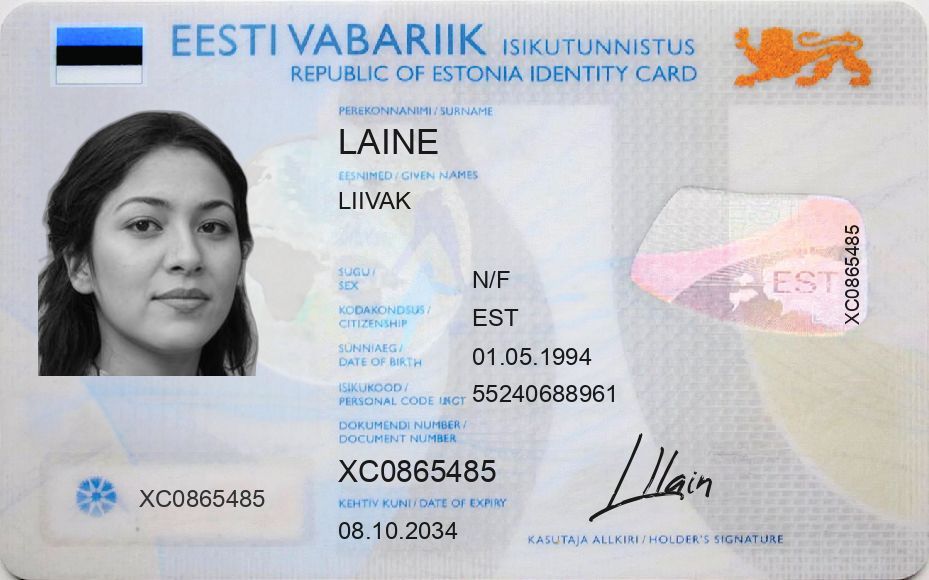 EESTI VABARIIK ISIKUTUNNISTUS
REPUBLIC OF ESTONIA IDENTITY CARD
PEREKONNANIMI / SURNAME
LAINE
EESNIMED / GIVEN NAMES
LIIVAK
SUGU / SEX
N/F
KODAKONDSUS / CITIZENSHIP
EST
SÜNNIAEG / DATE OF BIRTH
01.05.1994
ISIKUKOOD / PERSONAL CODE
55240688961
DOKUMENDI NUMBER / DOCUMENT NUMBER
XC0865485
KEHTIV KUNI / DATE OF EXPIRY
08.10.2034
XC0865485
EST
XC0865485
KASUTAJA ALLKIRI / HOLDER'S SIGNATURE